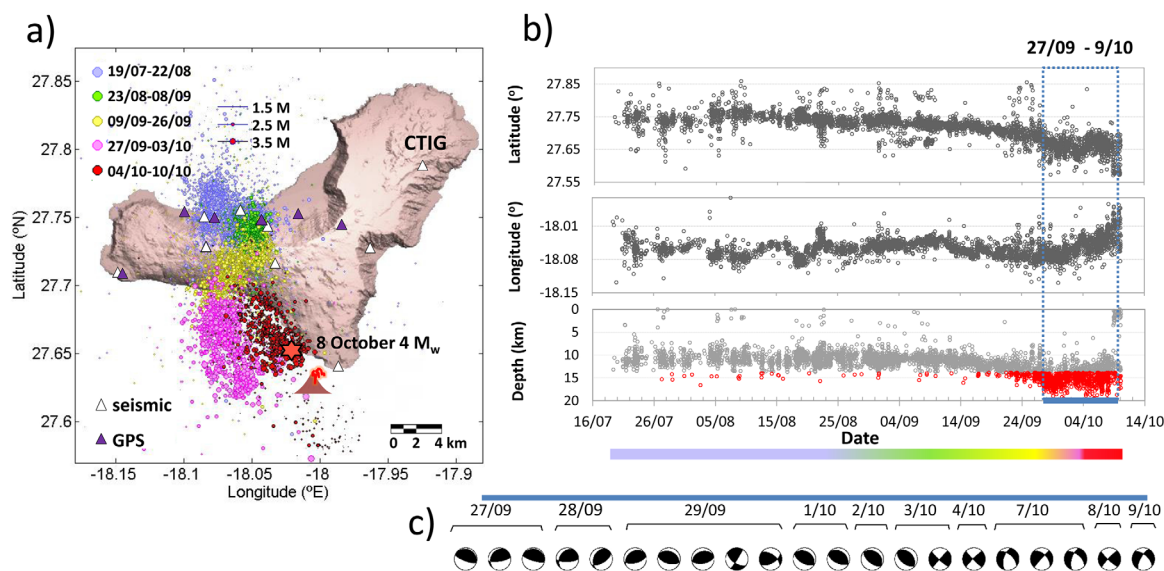 a)
27.85
27.8
27.75
27.7
27.65
27.6
Latitude (ºN)
19/07-22/08
23/08-08/09
09/09-26/09
27/09-03/10
04/10-10/10
1.5 M
2.5 M
3.5 M
CTIG
8 October 4 Mw
seismic
GPS
0 2 4 km
-18.15 -18.1 -18.05 -18 -17.95 -17.9
Longitude (ºE)
b)
27/09 - 9/10
Latitude (º)
27.85
27.75
27.65
27.55
Longitude (º)
-18.01
-18.08
-18.15
Depth (km)
0
5
10
15
20
16/07 26/07 05/08 15/08 25/08 04/09 14/09 24/09 04/10 14/10
Date
c)
27/09 28/09 29/09 1/10 2/10 3/10 4/10 7/10 8/10 9/10